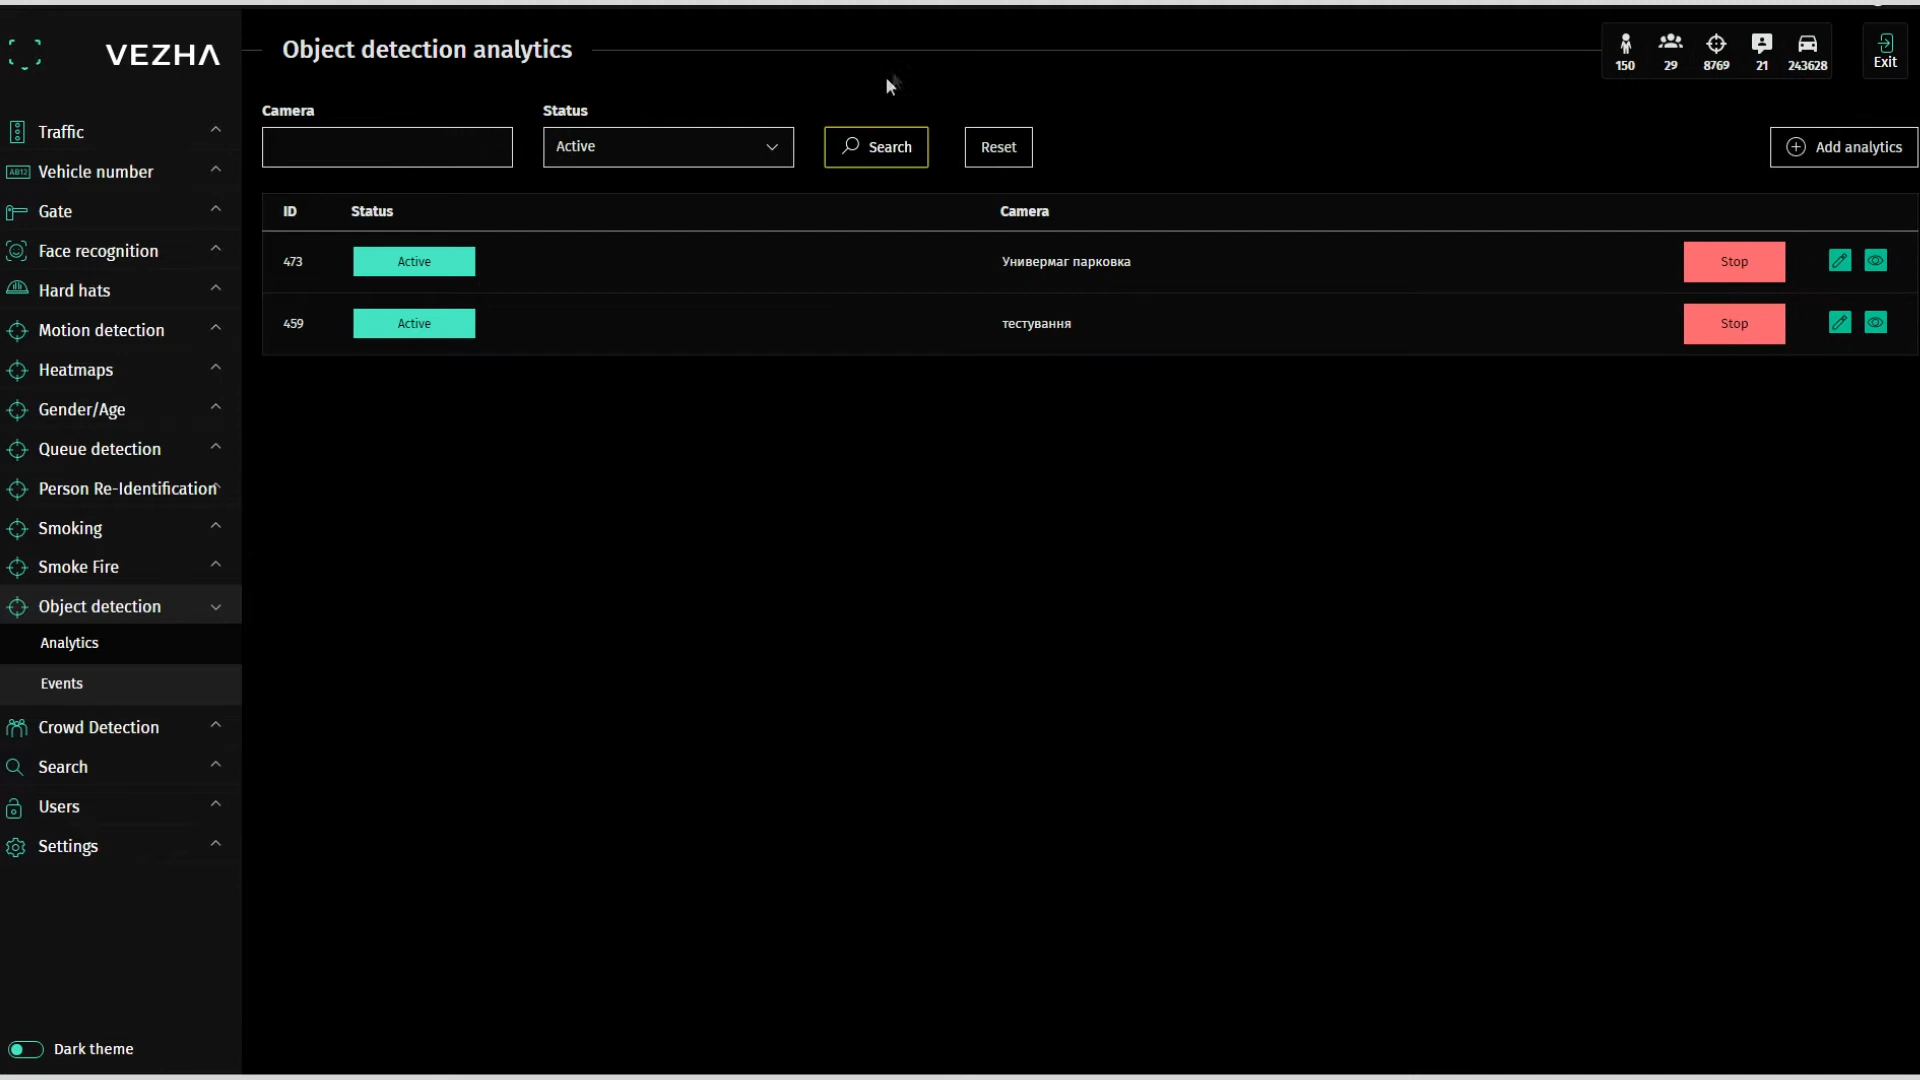 VEZHA
Object detection analytics
150 29 8769 21 243628
Exit
Camera Status
Active
Search
Reset
Add analytics
ID Status Camera
473 Active Универмаг парковка Stop
459 Active тестування Stop
Traffic
AB12 Vehicle number
Gate
Face recognition
Hard hats
Motion detection
Heatmaps
Gender/Age
Queue detection
Person Re-Identification
Smoking
Smoke Fire
Object detection
Analytics
Events
Crowd Detection
Search
Users
Settings
Dark theme